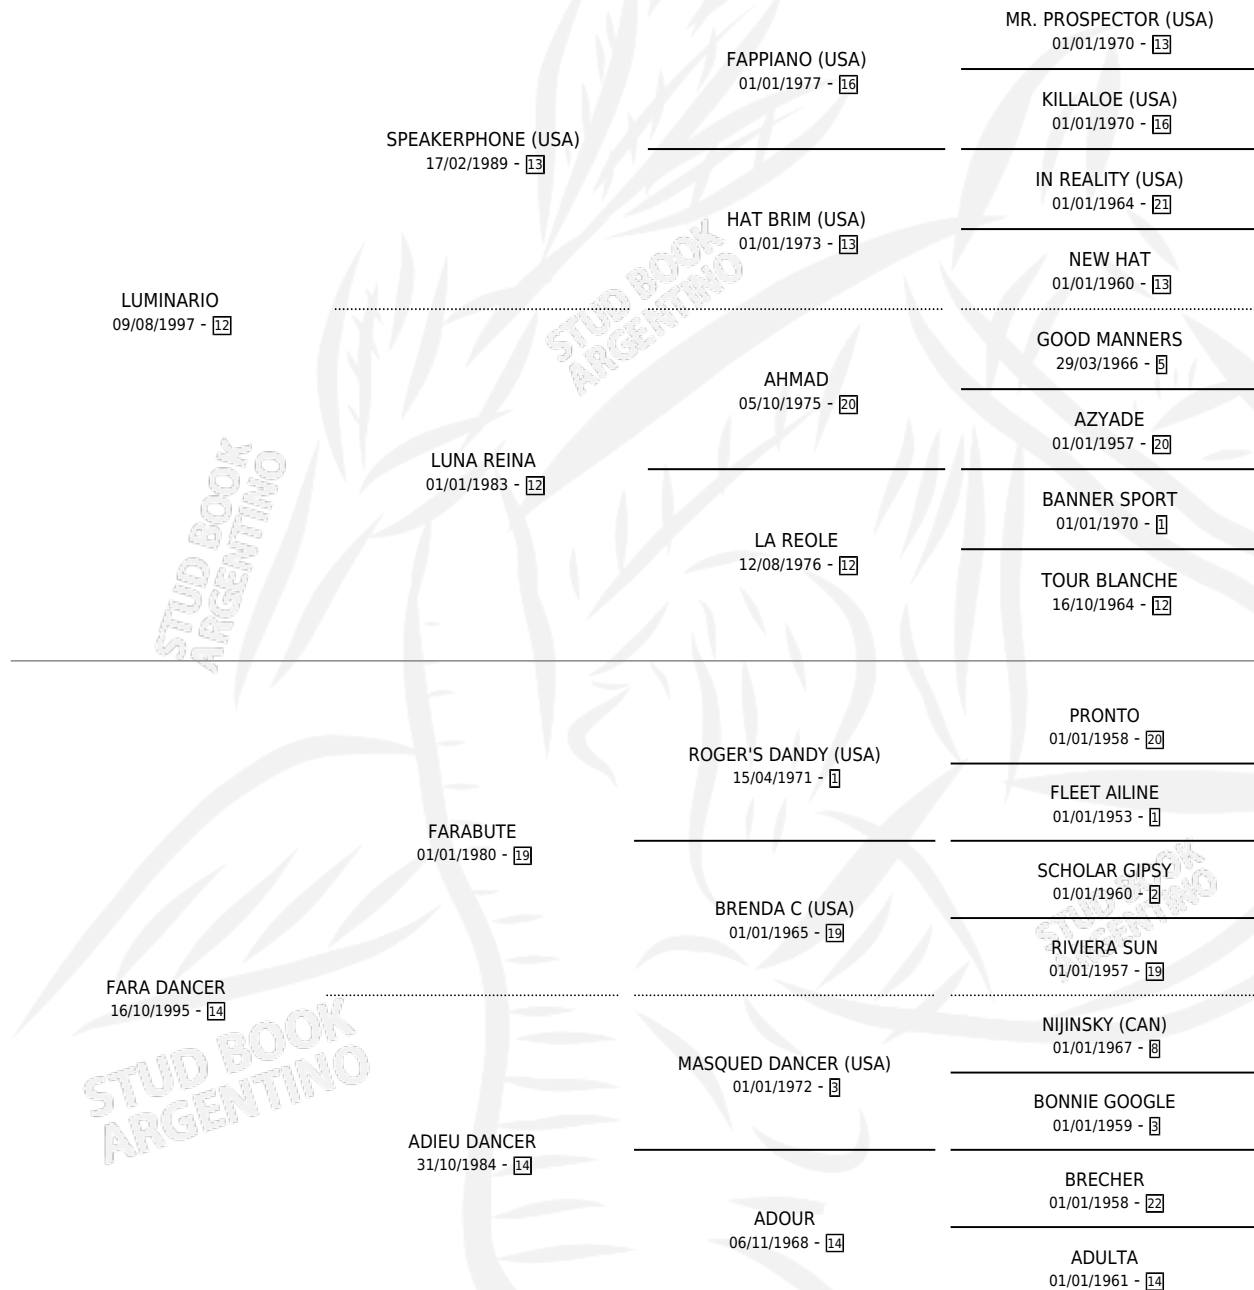 MR. PROSPECTOR (USA)
01/01/1970 - 13
FAPPIANO (USA)
01/01/1977 - 16
KILLALOE (USA)
01/01/1970 - 16
SPEAKERPHONE (USA)
17/02/1989 - 13
IN REALITY (USA)
01/01/1964 - 21
HAT BRIM (USA)
01/01/1973 - 13
NEW HAT
01/01/1960 - 13
LUMINARIO
09/08/1997 - 12
GOOD MANNERS
29/03/1966 - 5
AHMAD
05/10/1975 - 20
AZYADE
01/01/1957 - 20
LUNA REINA
01/01/1983 - 12
BANNER SPORT
01/01/1970 - 1
LA REOLE
12/08/1976 - 12
TOUR BLANCHE
16/10/1964 - 12
PRONTO
01/01/1958 - 20
ROGER'S DANDY (USA)
15/04/1971 - 1
FLEET AILINE
01/01/1953 - 1
FARABUTE
01/01/1980 - 19
SCHOLAR GIPSY
01/01/1960 - 2
BRENDA C (USA)
01/01/1965 - 19
RIVIERA SUN
01/01/1957 - 19
FARA DANCER
16/10/1995 - 14
NIJINSKY (CAN)
01/01/1967 - 8
MASQUED DANCER (USA)
01/01/1972 - 3
BONNIE GOOGLE
01/01/1959 - 3
ADIEU DANCER
31/10/1984 - 14
BRECHER
01/01/1958 - 22
ADOUR
06/11/1968 - 14
ADULTA
01/01/1961 - 14
STUD BOOK
ARGENTINO
STUD BOOK
ARGENTINO
STUD BOOK
ARGENTINO
STUD BOOK
ARGENTINO